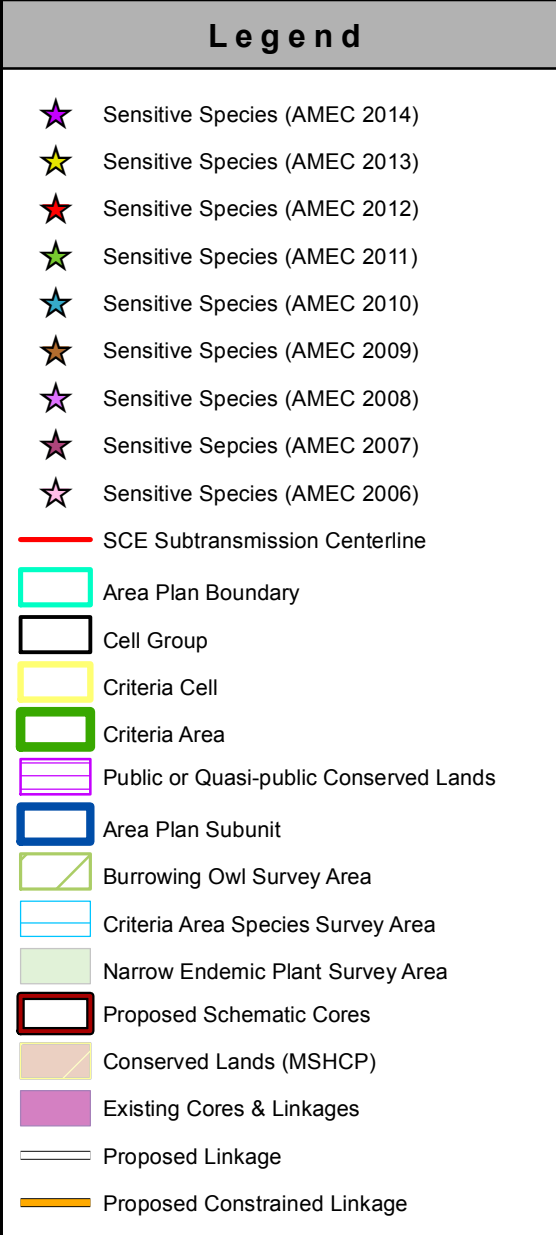 Legend
Sensitive Species (AMEC 2014)
Sensitive Species (AMEC 2013)
Sensitive Species (AMEC 2012)
Sensitive Species (AMEC 2011)
Sensitive Species (AMEC 2010)
Sensitive Species (AMEC 2009)
Sensitive Species (AMEC 2008)
Sensitive Sepcies (AMEC 2007)
Sensitive Species (AMEC 2006)
SCE Subtransmission Centerline
Area Plan Boundary
Cell Group
Criteria Cell
Criteria Area
Public or Quasi-public Conserved Lands
Area Plan Subunit
Burrowing Owl Survey Area
Criteria Area Species Survey Area
Narrow Endemic Plant Survey Area
Proposed Schematic Cores
Conserved Lands (MSHCP)
Existing Cores & Linkages
Proposed Linkage
Proposed Constrained Linkage